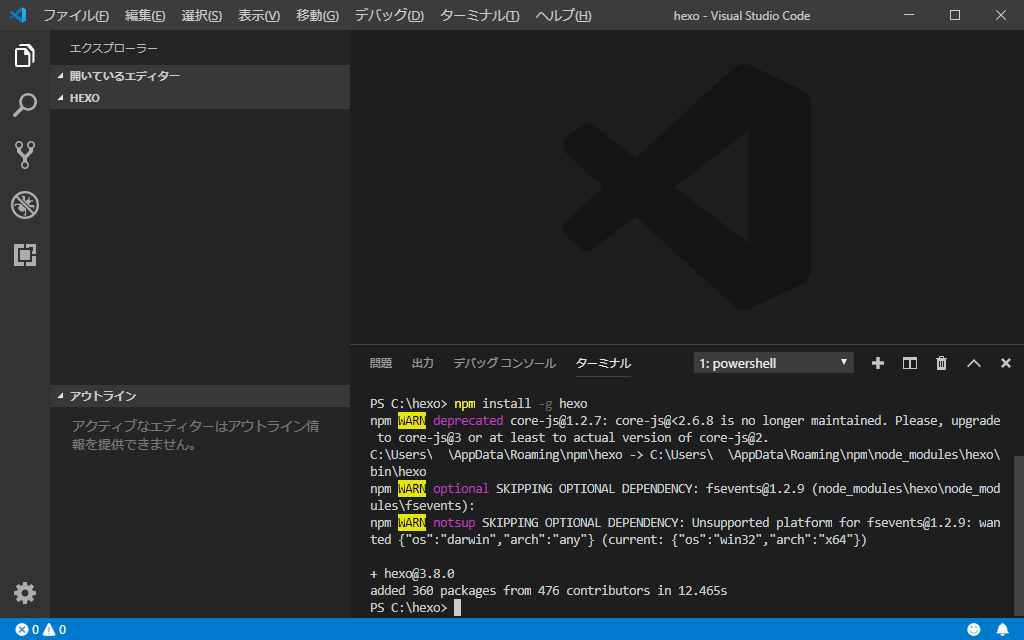 ファイル(F) 編集(E) 選択(S) 表示(V) 移動(G) デバッグ(D) ターミナル(T) ヘルプ(H) hexo - Visual Studio Code
エクスプローラー
開いているエディター
HEXO
アウトライン
アクティブなエディターはアウトライン情
報を提供できません。
問題 出力 デバッグ コンソール ターミナル 1: powershell
PS C:\hexo> npm install -g hexo
npm WARN deprecated core-js@1.2.7: core-js@<2.6.8 is no longer maintained. Please, upgrade
to core-js@3 or at least to actual version of core-js@2.
C:\Users\ \AppData\Roaming\npm\hexo -> C:\Users\ \AppData\Roaming\npm\node_modules\hexo\
bin\hexo
npm WARN optional SKIPPING OPTIONAL DEPENDENCY: fsevents@1.2.9 (node_modules\hexo\node_mod
ules\fsevents):
npm WARN notsup SKIPPING OPTIONAL DEPENDENCY: Unsupported platform for fsevents@1.2.9: wan
ted {"os":"darwin","arch":"any"} (current: {"os":"win32","arch":"x64"})
+ hexo@3.8.0
added 360 packages from 476 contributors in 12.465s
PS C:\hexo>
0 0